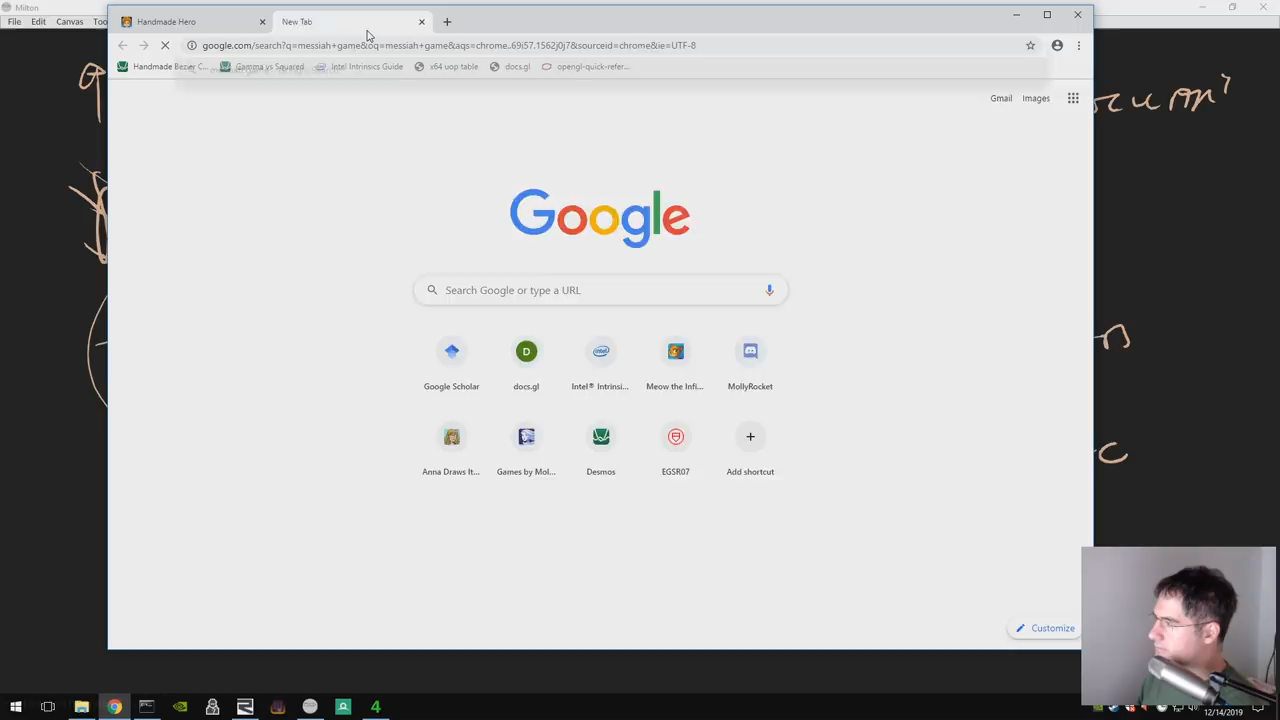 Milton
File Edit Canvas
Handmade Hero
New Tab
google.com/search?q=messiah+game&oq=messiah+game&aqs=chrome..69i57.1562j0j7&sourceid=chrome&ie=UTF-8
Handmade Bezier C... Gamma vs Squared Intel Intrinsics Guide x64 uop table docs.gl opengl-quick-refer...
Gmail Images
Google
Search Google or type a URL
D
intel
Google Scholar docs.gl Intel® Intrinsi... Meow the Infi... MollyRocket
Anna Draws It... Games by Mol... Desmos EGSR07 Add shortcut
Customize
4
12/14/2019